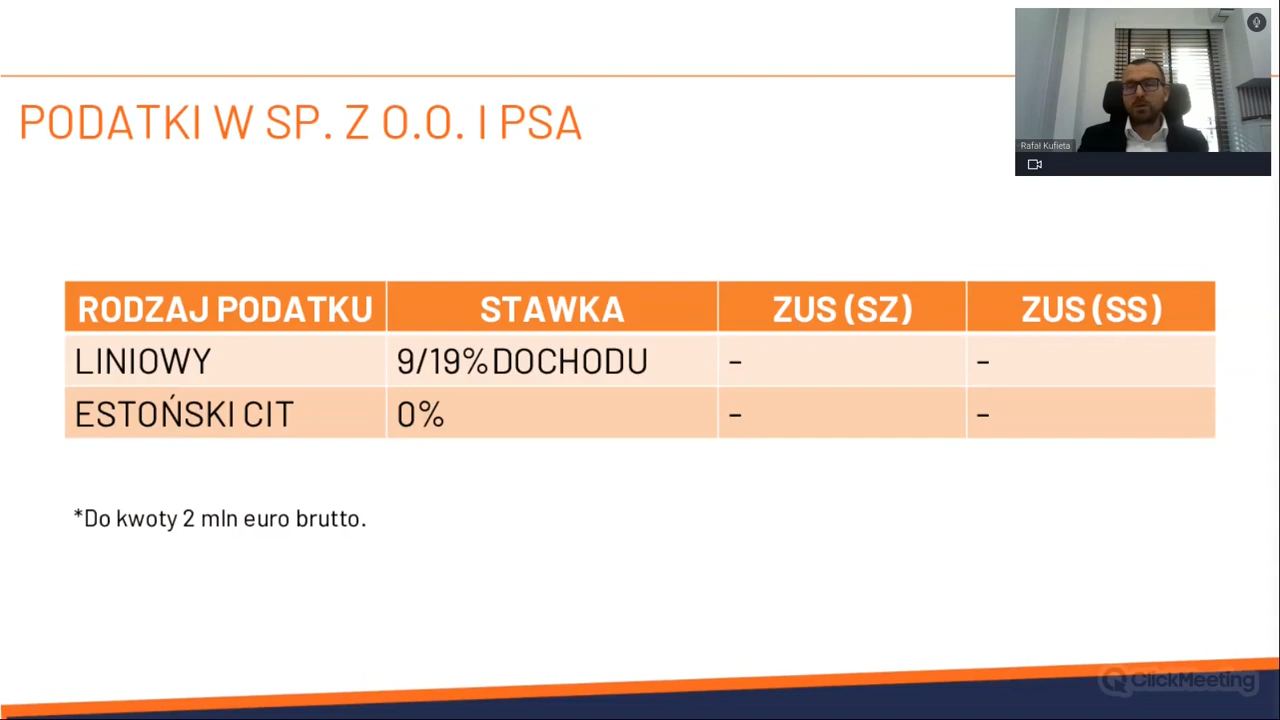 PODATKI W SP. Z O.O. I PSA
Rafał Kufieta
RODZAJ PODATKU STAWKA ZUS (SZ) ZUS (SS)
LINIOWY 9/19% DOCHODU - -
ESTOŃSKI CIT 0% - -
*Do kwoty 2 mln euro brutto.
ClickMeeting